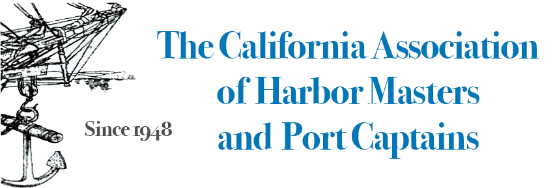 The California Association
of Harbor Masters
Since 1948
and Port Captains